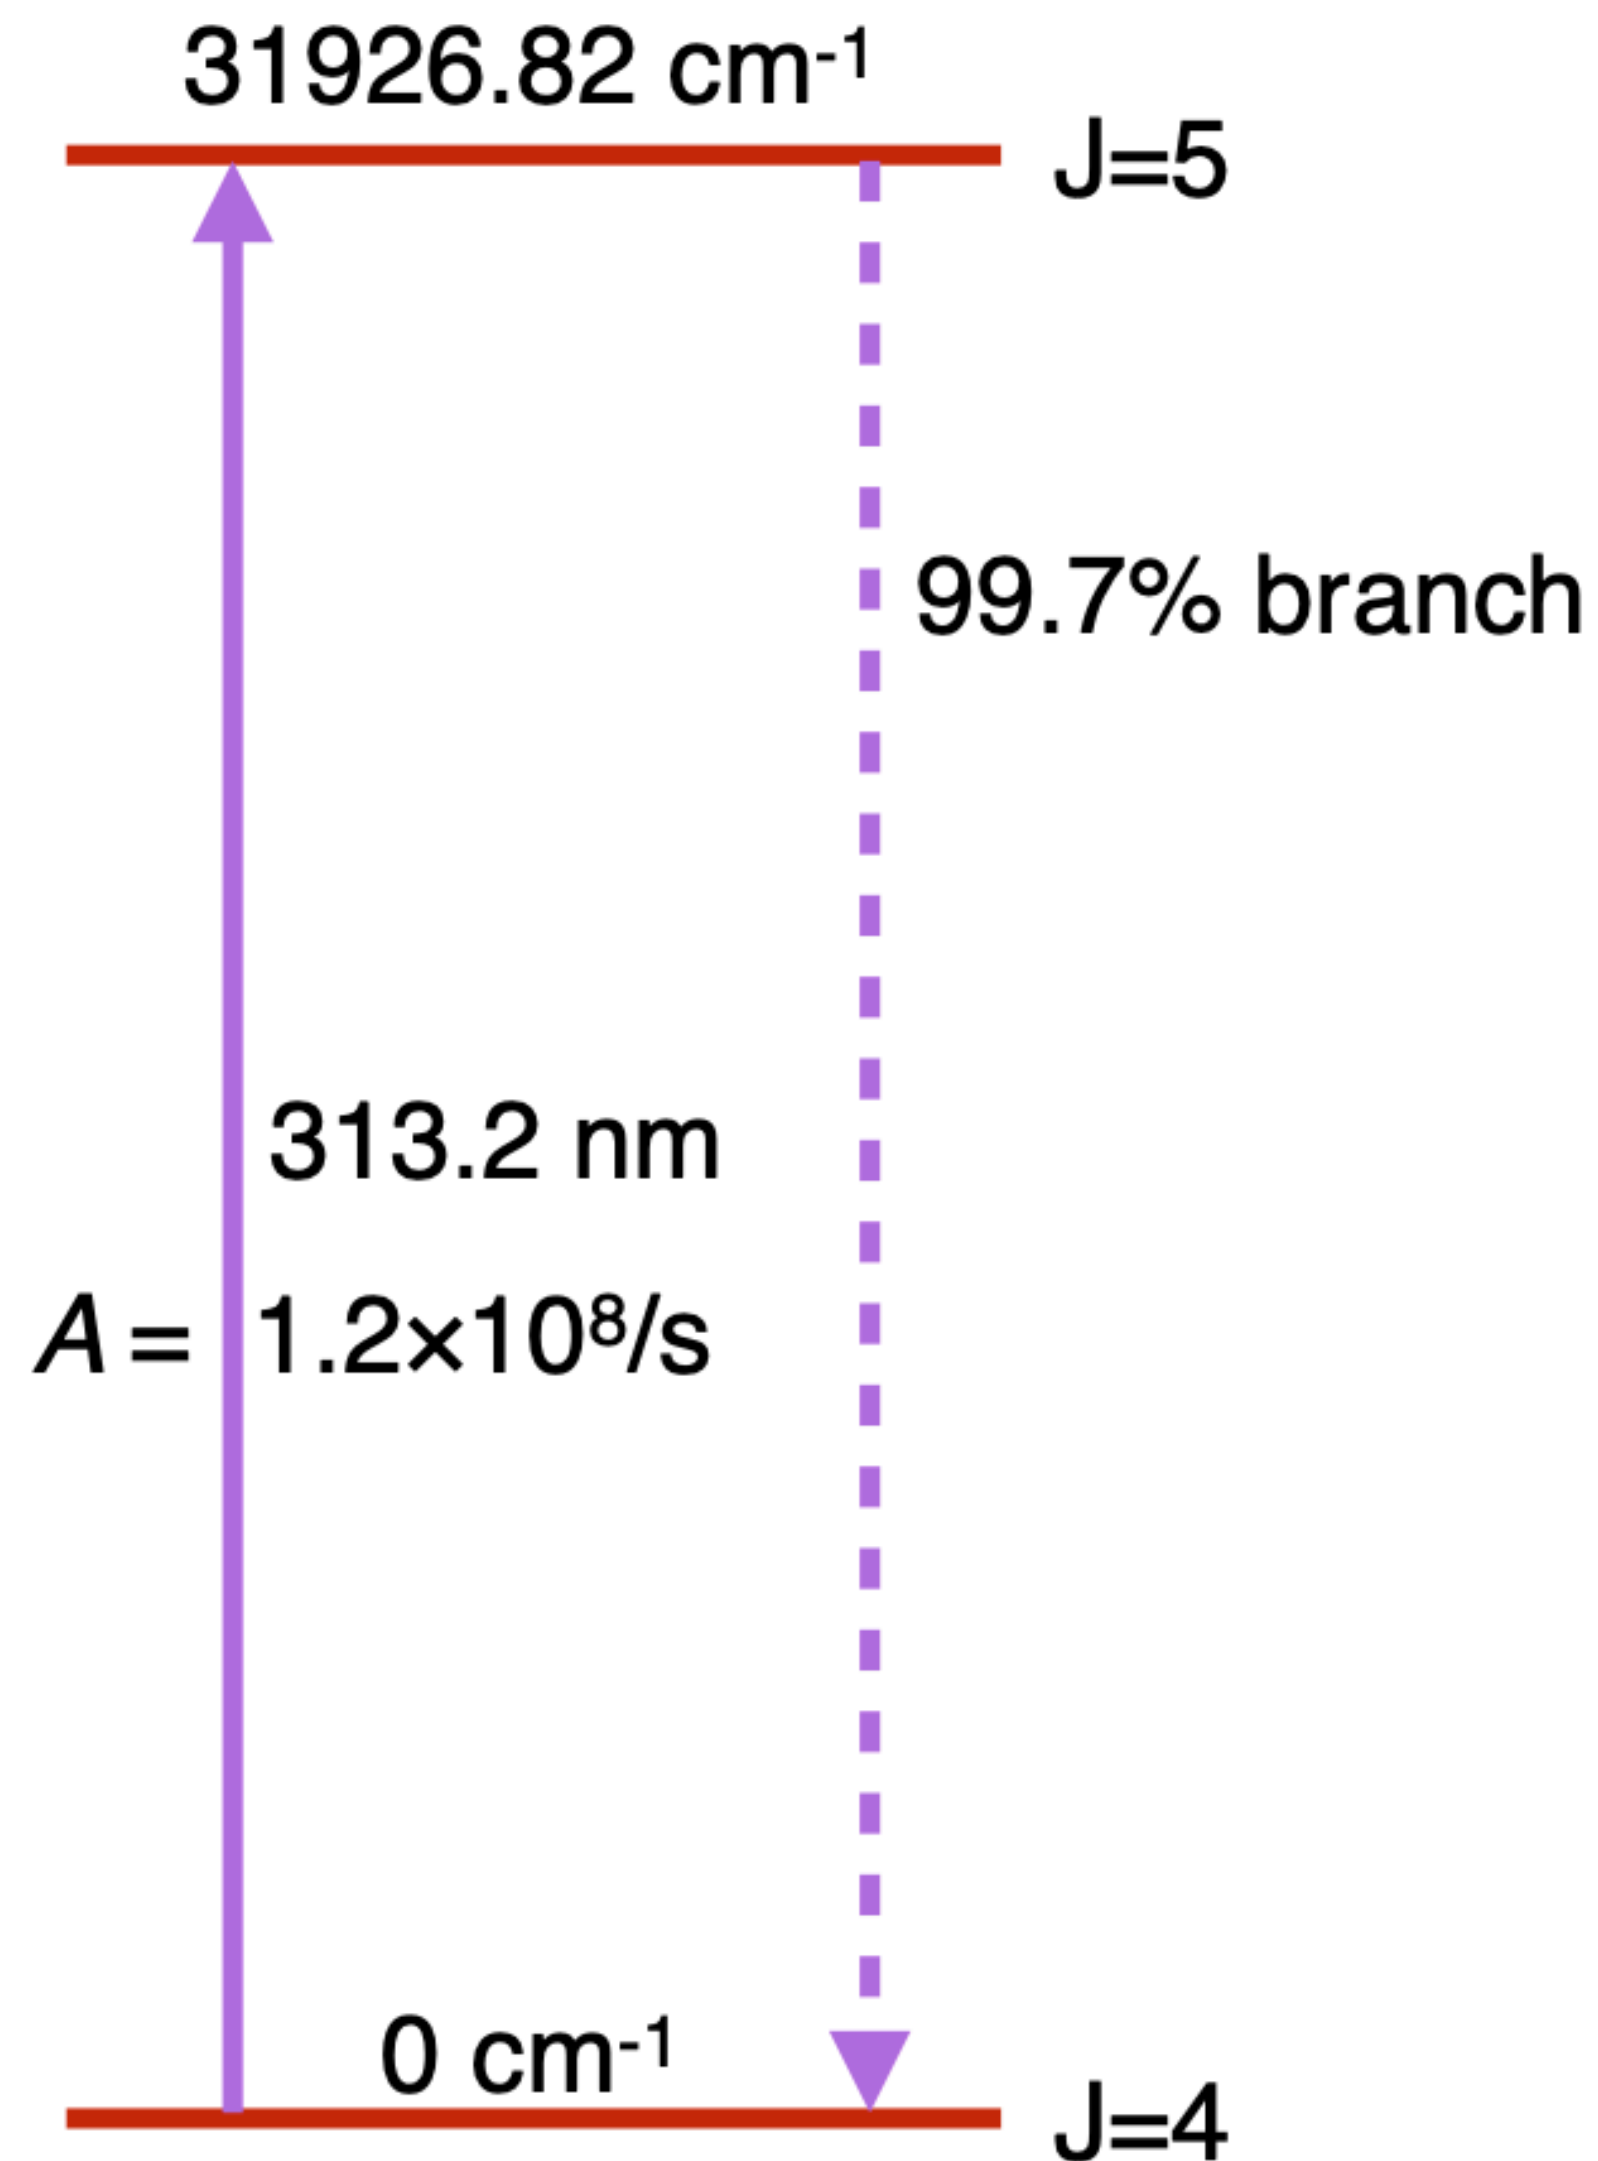 31926.82 cm⁻¹
J=5
99.7% branch
313.2 nm
A = 1.2×10⁸/s
0 cm⁻¹
J=4